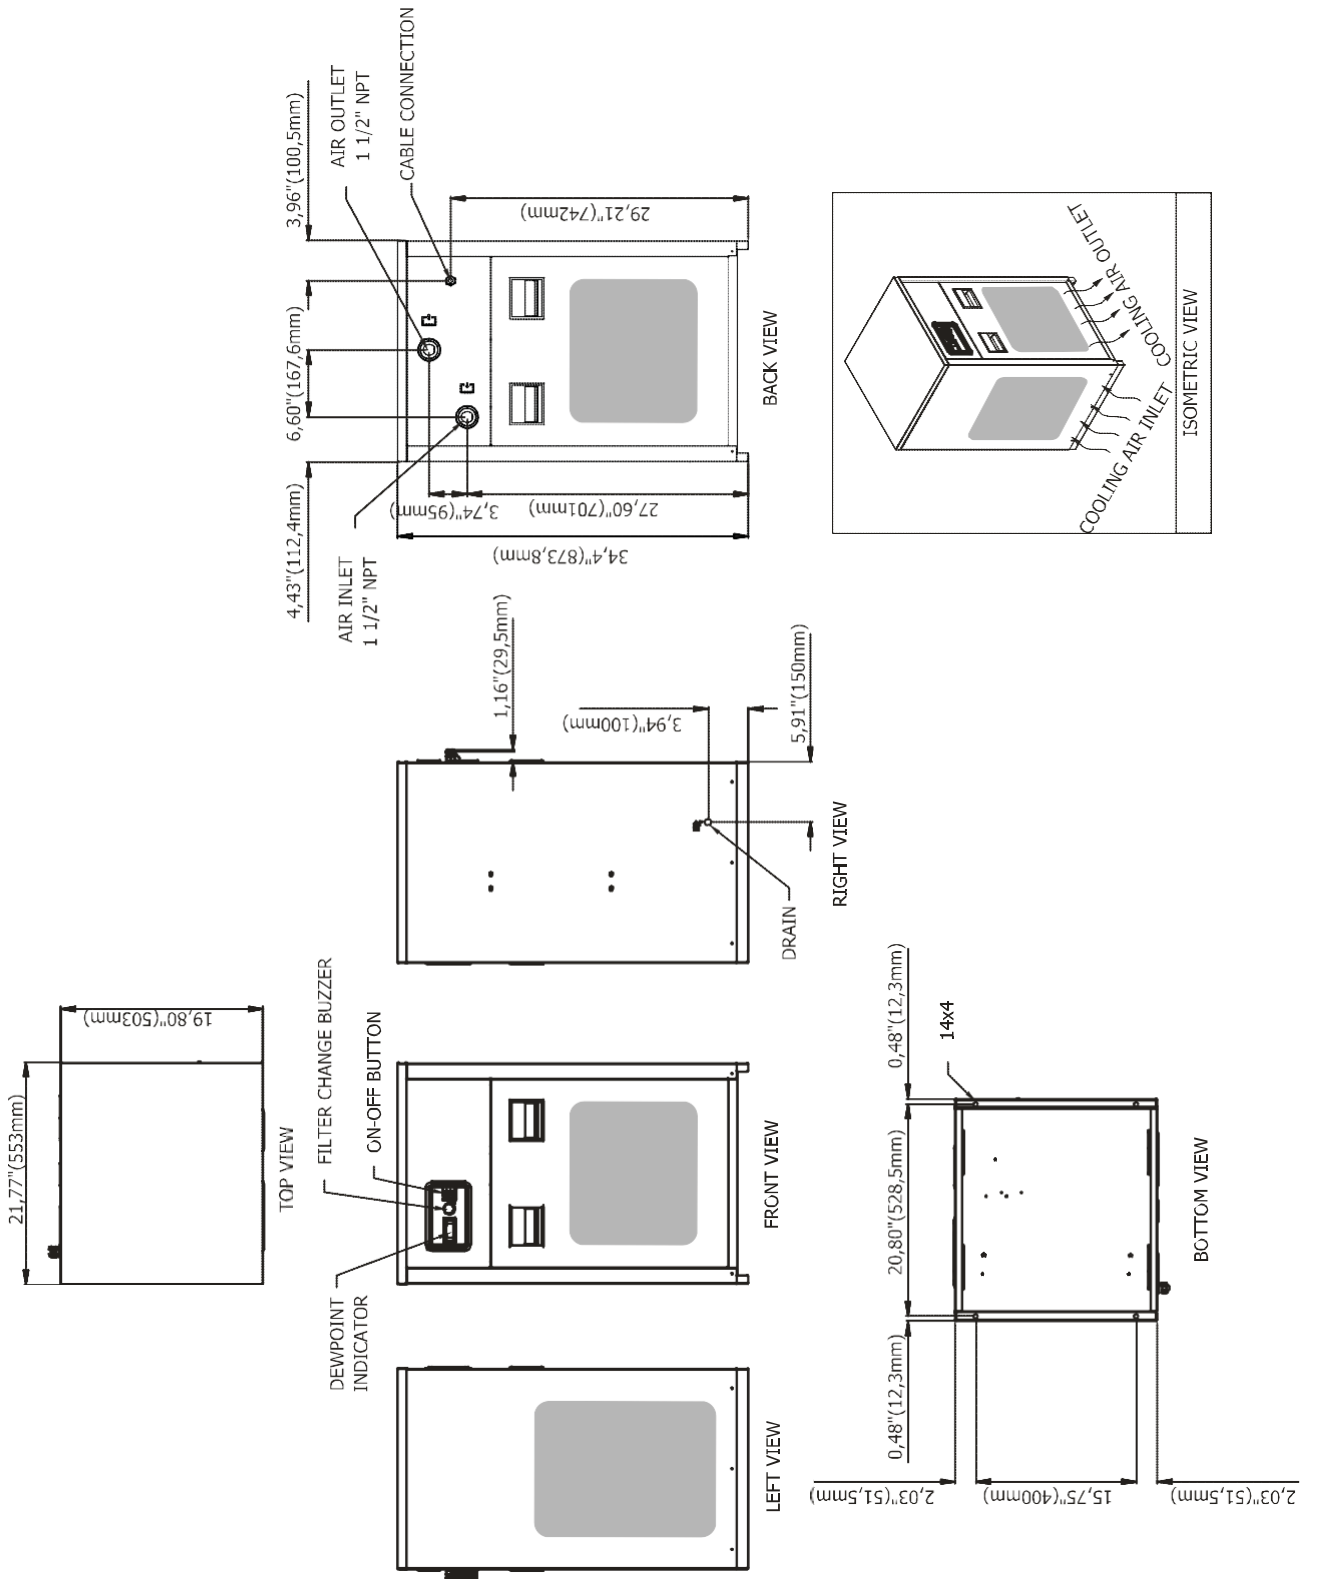 21,77"(553mm)
19,80"(503mm)
TOP VIEW
DEWPOINT
INDICATOR
FILTER CHANGE BUZZER
ON-OFF BUTTON
LEFT VIEW
FRONT VIEW
1,16"(29,5mm)
3,94"(100mm)
5,91"(150mm)
DRAIN
RIGHT VIEW
4,43"(112,4mm)
6,60"(167,6mm)
3,96"(100,5mm)
AIR INLET
1 1/2" NPT
AIR OUTLET
1 1/2" NPT
CABLE CONNECTION
34,4"(873,8mm)
3,74"(95mm)
27,60"(701mm)
29,21"(742mm)
BACK VIEW
0,48"(12,3mm)
20,80"(528,5mm)
0,48"(12,3mm)
14x4
2,03"(51,5mm)
15,75"(400mm)
2,03"(51,5mm)
BOTTOM VIEW
COOLING AIR INLET
COOLING AIR OUTLET
ISOMETRIC VIEW